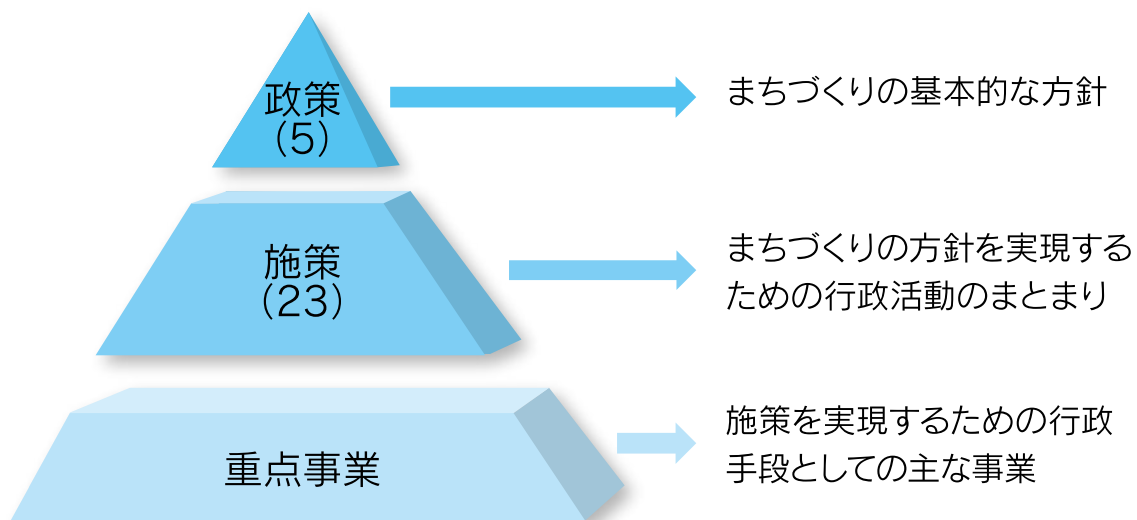 政策
(5)
まちづくりの基本的な方針
施策
(23)
まちづくりの方針を実現する
ための行政活動のまとまり
重点事業
施策を実現するための行政
手段としての主な事業